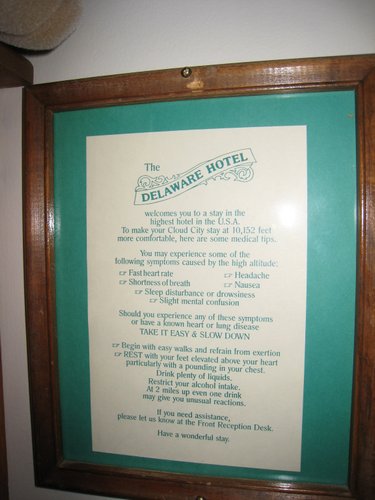 The
DELAWARE HOTEL
welcomes you to a stay in the
highest hotel in the U.S.A.
To make your Cloud City stay at 10,152 feet
more comfortable, here are some medical tips.
You may experience some of the
following symptoms caused by the high altitude:
☞ Fast heart rate ☞ Headache
☞ Shortness of breath ☞ Nausea
☞ Sleep disturbance or drowsiness
☞ Slight mental confusion
Should you experience any of these symptoms
or have a known heart or lung disease
TAKE IT EASY & SLOW DOWN
☞ Begin with easy walks and refrain from exertion
☞ REST with your feet elevated above your heart
particularly with a pounding in your chest.
Drink plenty of liquids.
Restrict your alcohol intake.
At 2 miles up even one drink
may give you unusual reactions.
If you need assistance,
please let us know at the Front Reception Desk.
Have a wonderful stay.